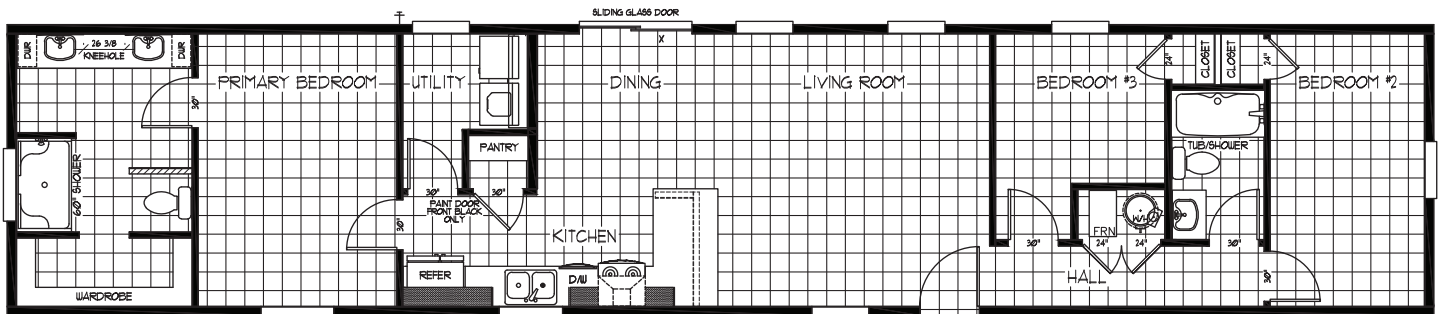 SLIDING GLASS DOOR
X
DWR
26 3/8
KNEEHOLE
DWR
30"
PRIMARY BEDROOM
60" SHOWER
WARDROBE
30"
UTILITY
PANTRY
30"
30"
PAINT DOOR
FRONT BLACK
ONLY
KITCHEN
REFER
D/W
DINING
LIVING ROOM
BEDROOM #3
24"
CLOSET
CLOSET
24"
BEDROOM #2
TUB/SHOWER
W/H
FRN
30"
24"
24"
30"
HALL
30"